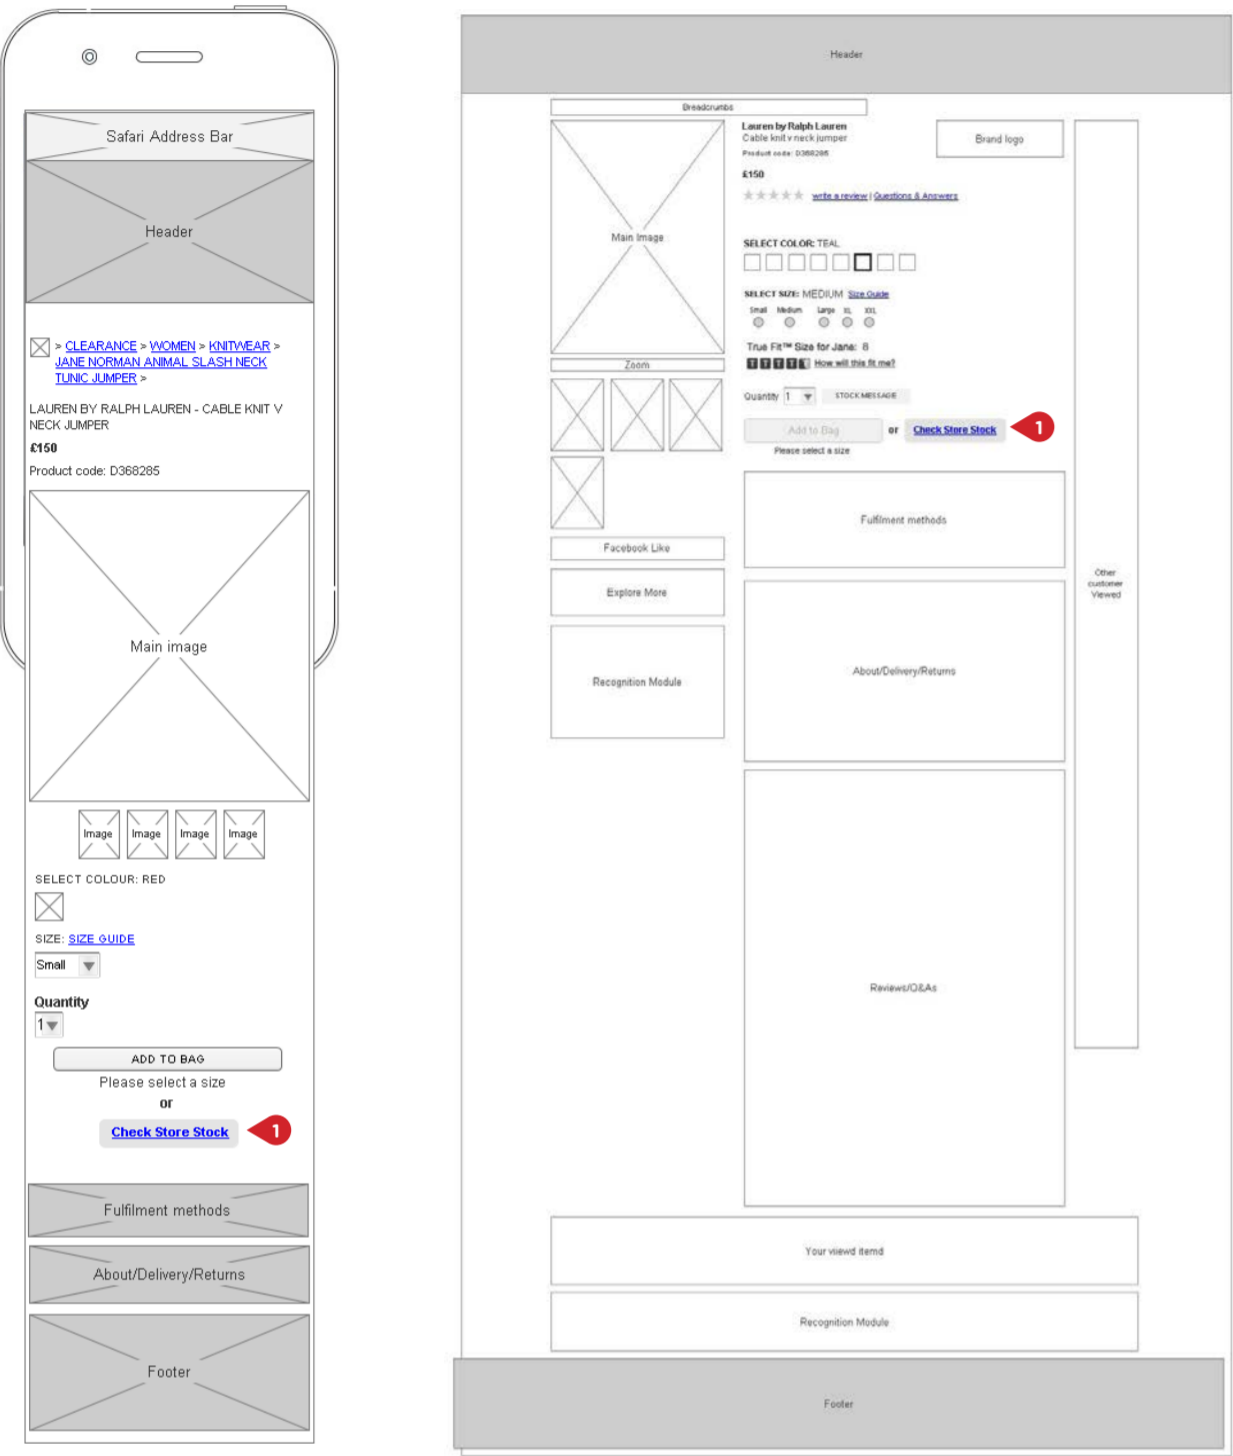 Safari Address Bar
Header
> CLEARANCE > WOMEN > KNITWEAR >
JANE NORMAN ANIMAL SLASH NECK
TUNIC JUMPER >
LAUREN BY RALPH LAUREN - CABLE KNIT V
NECK JUMPER
£150
Product code: D368285
Main image
Image Image Image Image
SELECT COLOUR: RED
SIZE: SIZE GUIDE
Small
Quantity
1
ADD TO BAG
Please select a size
or
Check Store Stock
1
Fulfilment methods
About/Delivery/Returns
Footer
Header
Breadcrumbs
Main Image
Zoom
Facebook Like
Explore More
Recognition Module
Lauren by Ralph Lauren
Cable knit v neck jumper
Product code: D368285
Brand logo
£150
write a review | Questions & Answers
SELECT COLOR: TEAL
SELECT SIZE: MEDIUM Size Guide
Small Medium Large XL XXL
True Fit™ Size for Jane: 8
T T T T T How will this fit me?
Quantity 1 STOCK MESSAGE
Add to Bag or Check Store Stock
1
Please select a size
Fulfilment methods
About/Delivery/Returns
Reviews/Q&As
Other
customer
Viewed
Your viiewd itemd
Recognition Module
Footer